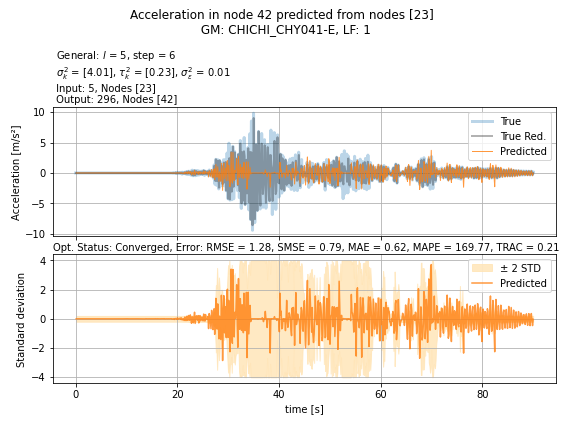 Acceleration in node 42 predicted from nodes [23]
GM: CHICHI_CHY041-E, LF: 1
General: l = 5, step = 6
σ²ₖ = [4.01], τ²ₖ = [0.23], σ²ε = 0.01
Input: 5, Nodes [23]
Output: 296, Nodes [42]
Acceleration [m/s²]
10
5
0
−5
−10
True
True Red.
Predicted
Opt. Status: Converged, Error: RMSE = 1.28, SMSE = 0.79, MAE = 0.62, MAPE = 169.77, TRAC = 0.21
Standard deviation
4
2
0
−2
−4
± 2 STD
Predicted
0 20 40 60 80
time [s]